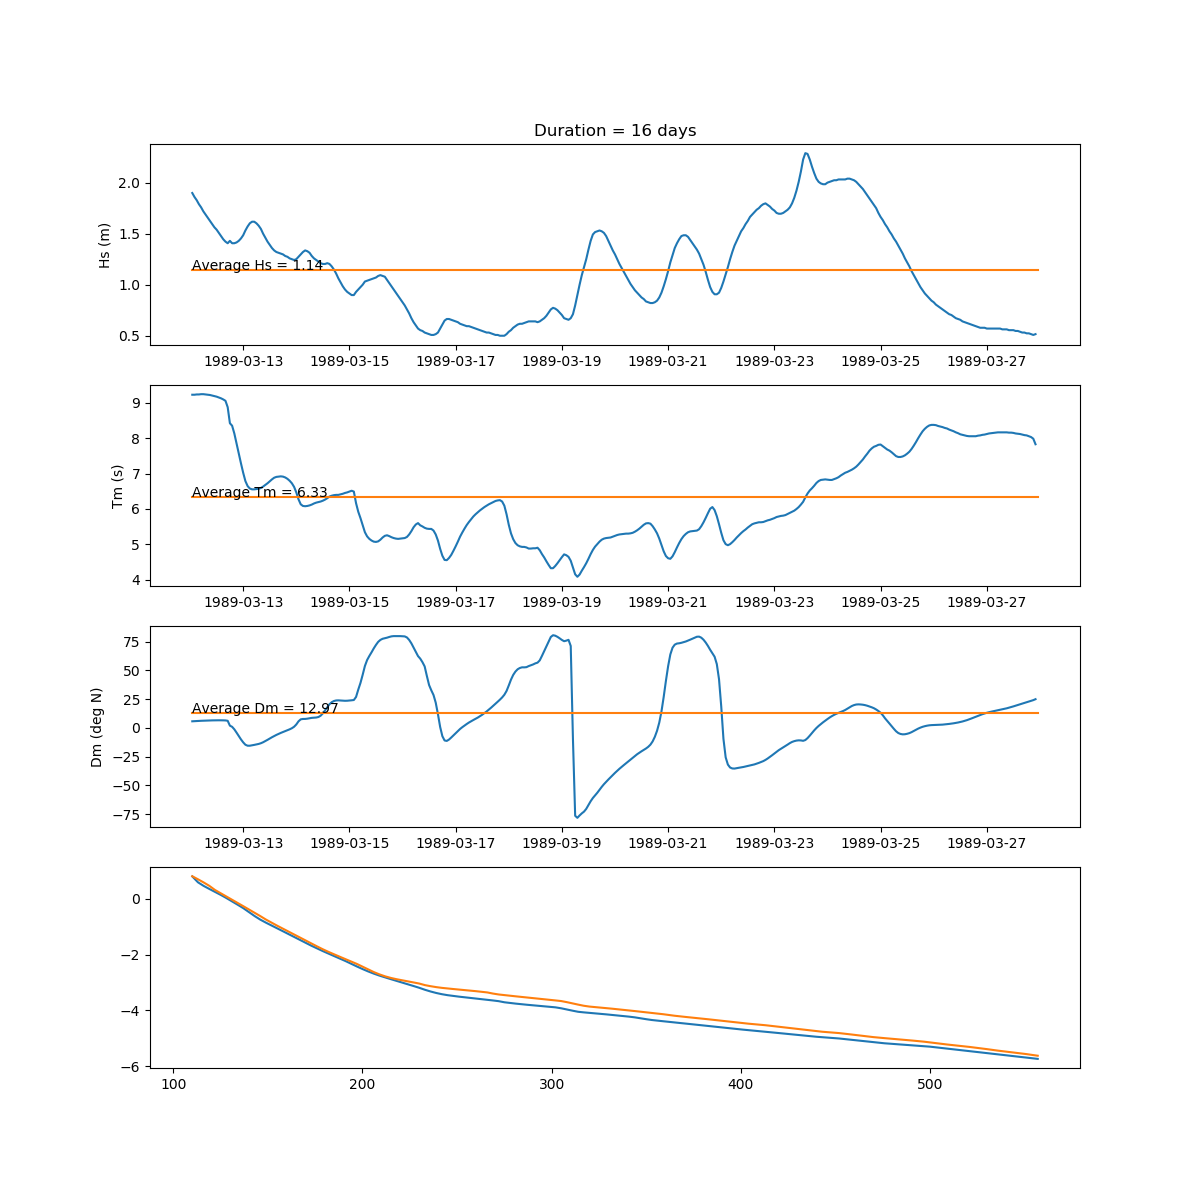 Duration = 16 days
Hs (m)
2.0
1.5
1.0
0.5
Average Hs = 1.14
1989-03-13 1989-03-15 1989-03-17 1989-03-19 1989-03-21 1989-03-23 1989-03-25 1989-03-27
Tm (s)
9
8
7
6
5
4
Average Tm = 6.33
1989-03-13 1989-03-15 1989-03-17 1989-03-19 1989-03-21 1989-03-23 1989-03-25 1989-03-27
Dm (deg N)
75
50
25
0
−25
−50
−75
Average Dm = 12.97
1989-03-13 1989-03-15 1989-03-17 1989-03-19 1989-03-21 1989-03-23 1989-03-25 1989-03-27
0
−2
−4
−6
100 200 300 400 500